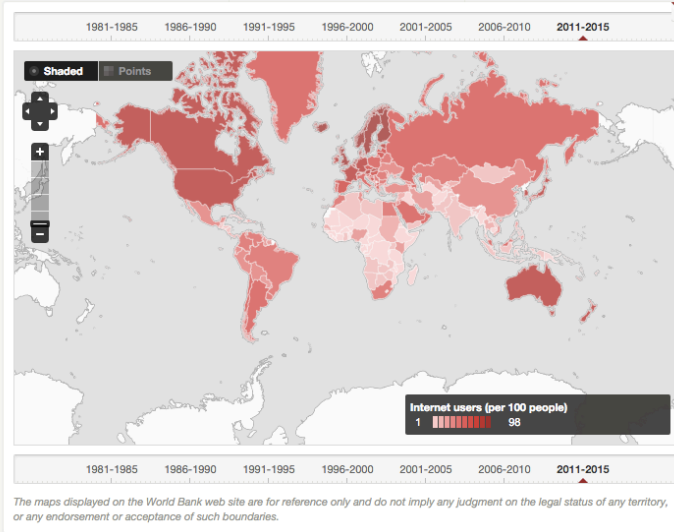 1981-1985 1986-1990 1991-1995 1996-2000 2001-2005 2006-2010 2011-2015
Shaded Points
+
−
Internet users (per 100 people)
1 98
1981-1985 1986-1990 1991-1995 1996-2000 2001-2005 2006-2010 2011-2015
The maps displayed on the World Bank web site are for reference only and do not imply any judgment on the legal status of any territory,
or any endorsement or acceptance of such boundaries.